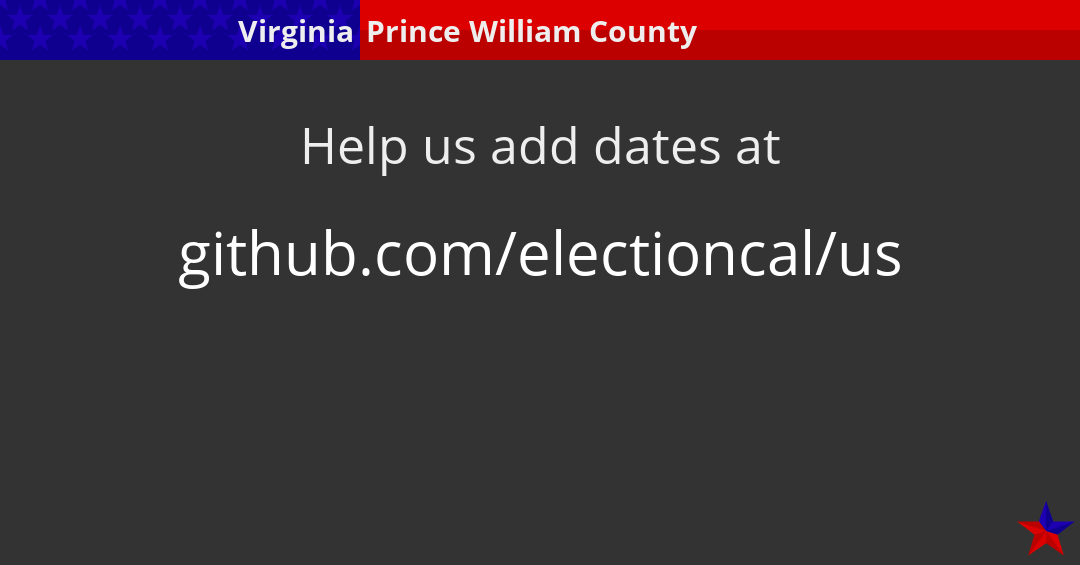 Virginia Prince William County
Help us add dates at
github.com/electioncal/us